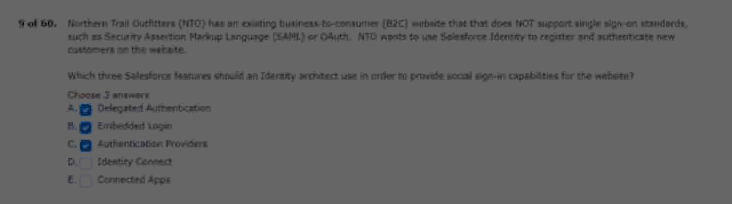 9 of 60. Northern Trail Outfitters (NTO) has an existing business-to-consumer (B2C) website that that does NOT support single sign-on standards,
such as Security Assertion Markup Language (SAML) or OAuth. NTO wants to use Salesforce Identity to register and authenticate new
customers on the website.
Which three Salesforce features should an Identity architect use in order to provide social sign-in capabilities for the website?
Choose 3 answers
A. Delegated Authentication
B. Embedded Login
C. Authentication Providers
D. Identity Connect
E. Connected Apps